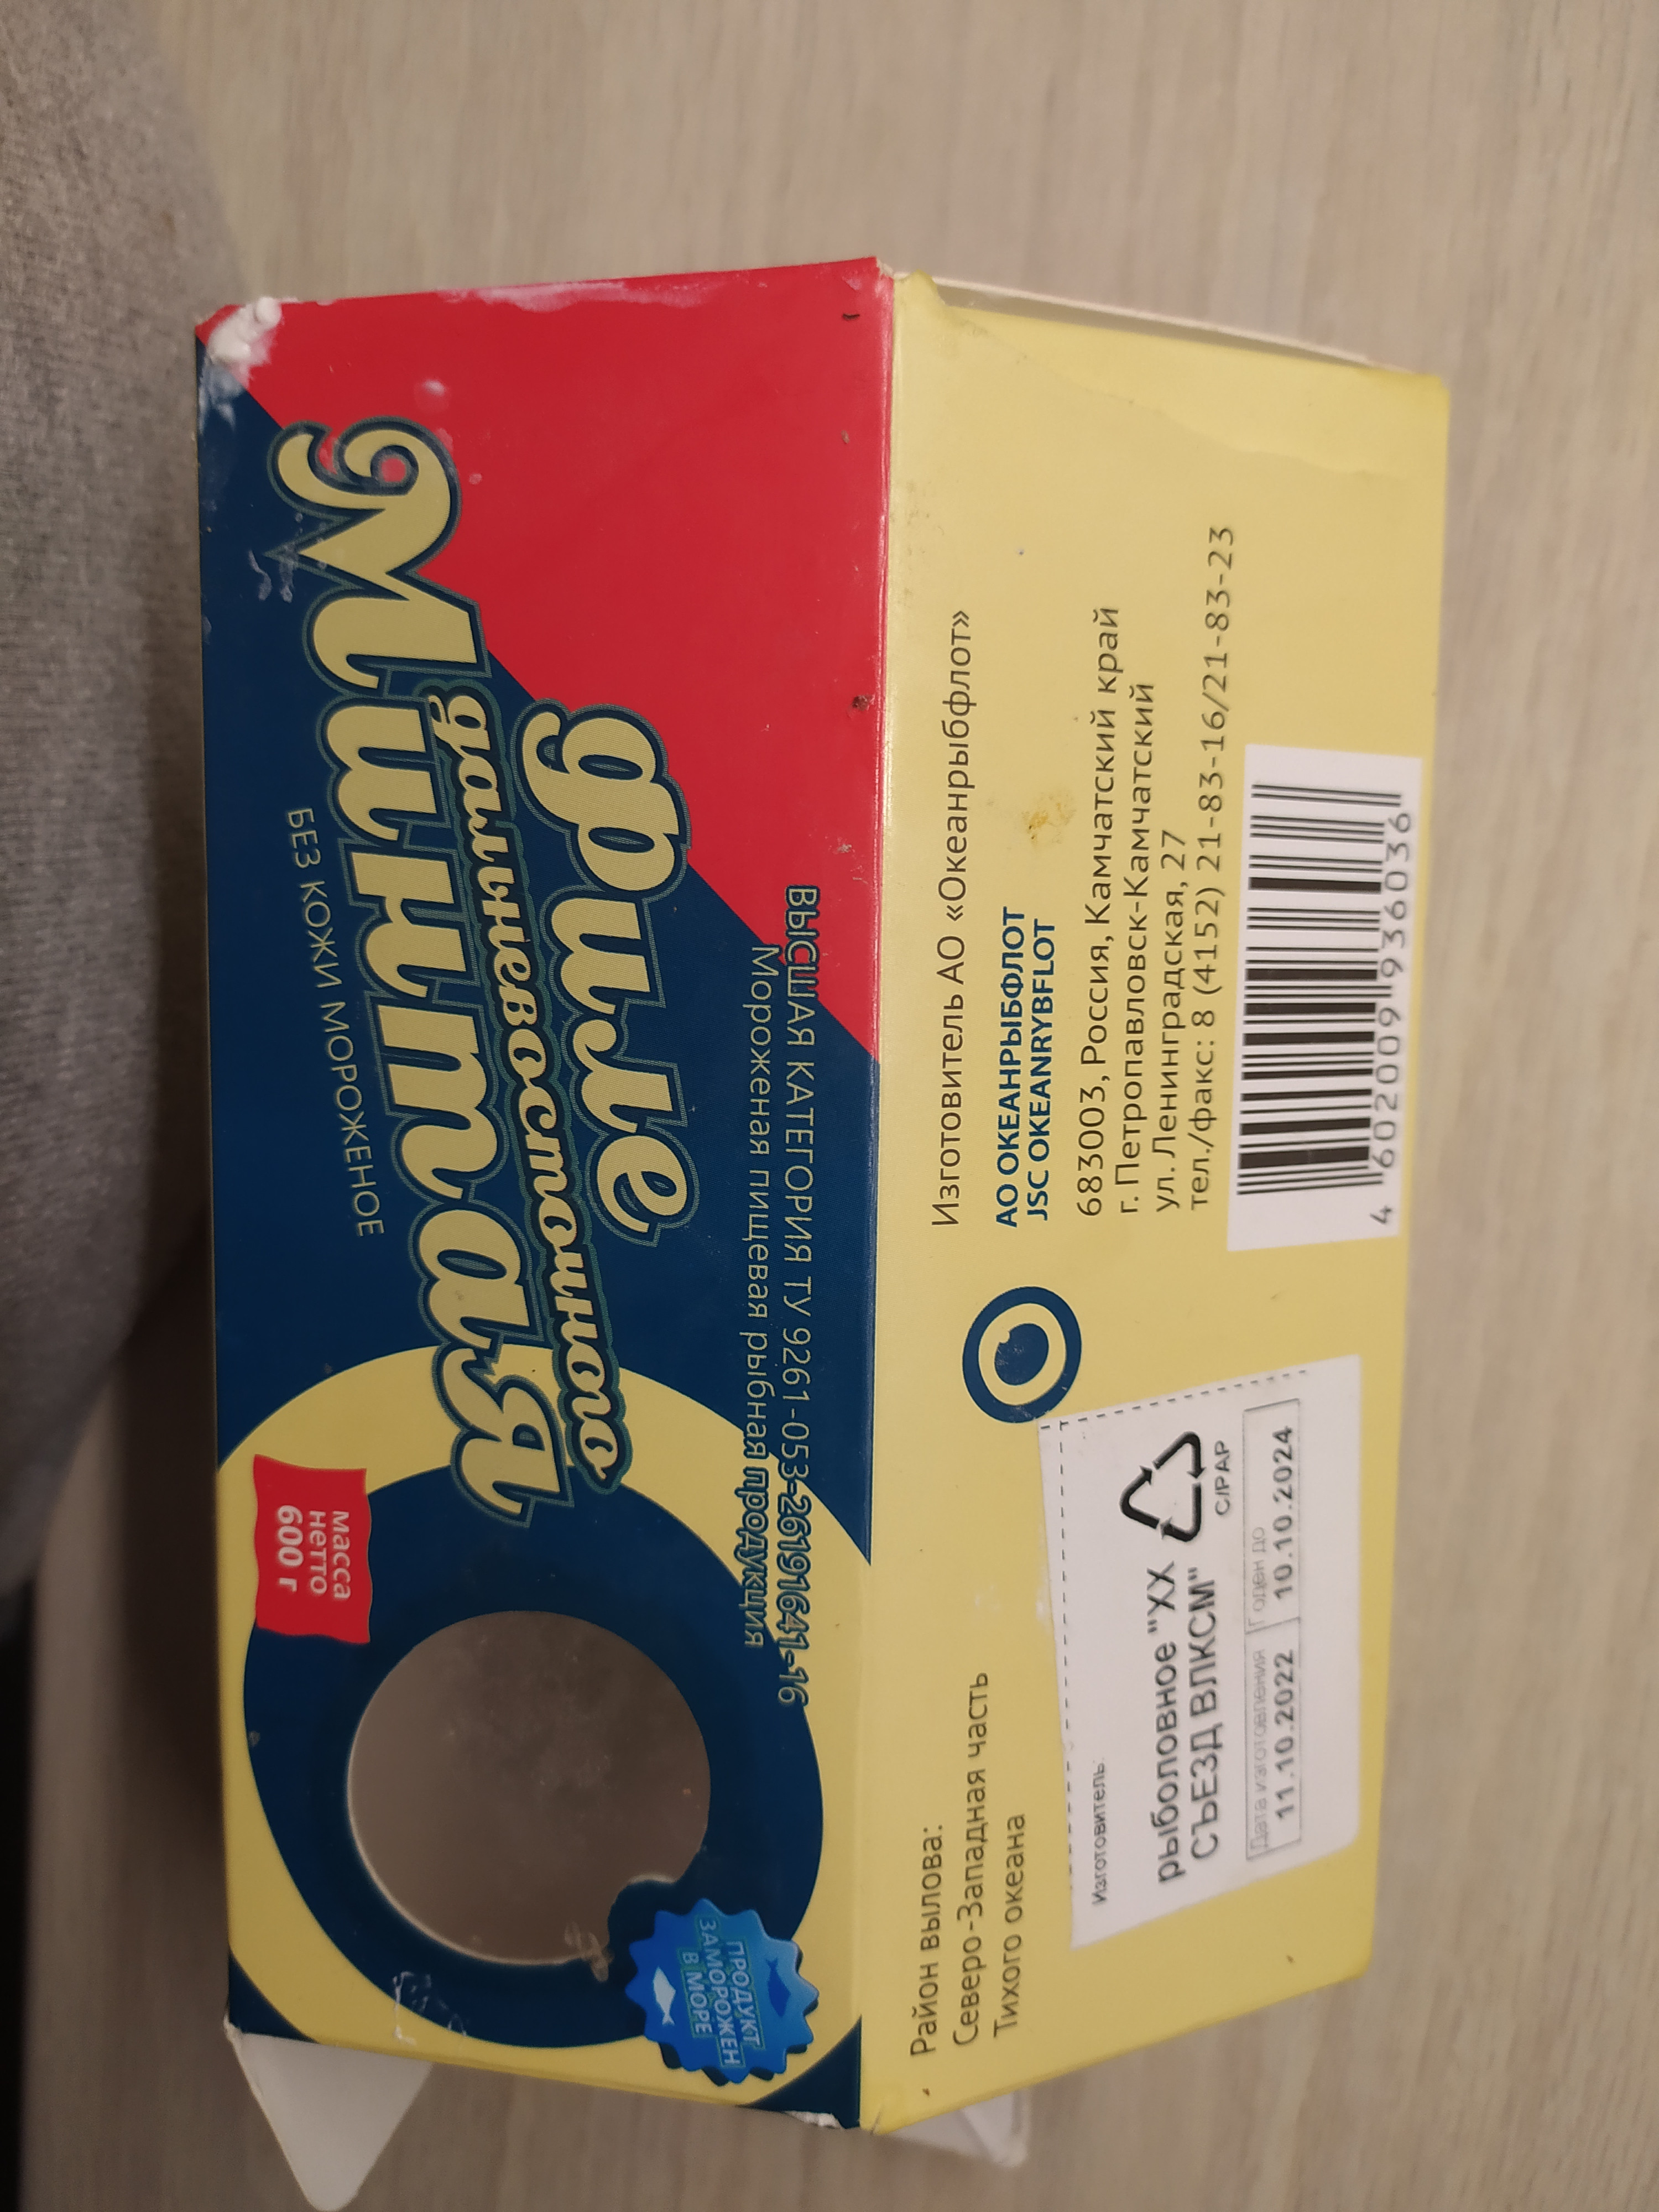 филе
дальневосточного
Минтая
БЕЗ КОЖИ МОРОЖЕНОЕ
ВЫСШАЯ КАТЕГОРИЯ ТУ 9261-053-26191641-16
Мороженая пищевая рыбная продукция
масса
нетто
600 г
ПРОДУКТ
ЗАМОРОЖЕН
В МОРЕ
Район вылова:
Северо-Западная часть
Тихого океана
Изготовитель АО «Океанрыбфлот»
АО ОКЕАНРЫБФЛОТ
JSC OKEANRYBFLOT
683003, Россия, Камчатский край
г. Петропавловск-Камчатский
ул. Ленинградская, 27
тел./факс: 8 (4152) 21-83-16/21-83-23
4 602009 936036
Изготовитель:
рыболовное "ХХ
СЪЕЗД ВЛКСМ"
C/PAP
Дата изготовления Годен до
11.10.2022 10.10.2024